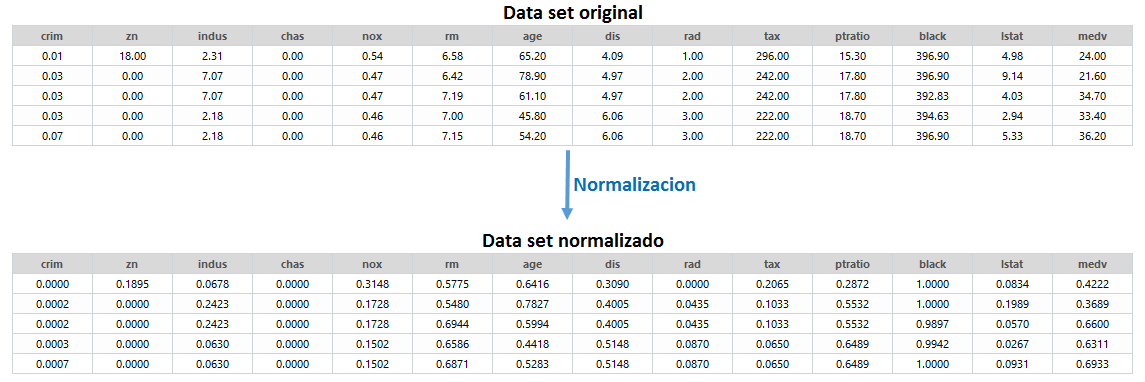 Data set original
crim zn indus chas nox rm age dis rad tax ptratio black lstat medv
0.01 18.00 2.31 0.00 0.54 6.58 65.20 4.09 1.00 296.00 15.30 396.90 4.98 24.00
0.03 0.00 7.07 0.00 0.47 6.42 78.90 4.97 2.00 242.00 17.80 396.90 9.14 21.60
0.03 0.00 7.07 0.00 0.47 7.19 61.10 4.97 2.00 242.00 17.80 392.83 4.03 34.70
0.03 0.00 2.18 0.00 0.46 7.00 45.80 6.06 3.00 222.00 18.70 394.63 2.94 33.40
0.07 0.00 2.18 0.00 0.46 7.15 54.20 6.06 3.00 222.00 18.70 396.90 5.33 36.20
Normalizacion
Data set normalizado
crim zn indus chas nox rm age dis rad tax ptratio black lstat medv
0.0000 0.1895 0.0678 0.0000 0.3148 0.5775 0.6416 0.3090 0.0000 0.2065 0.2872 1.0000 0.0834 0.4222
0.0002 0.0000 0.2423 0.0000 0.1728 0.5480 0.7827 0.4005 0.0435 0.1033 0.5532 1.0000 0.1989 0.3689
0.0002 0.0000 0.2423 0.0000 0.1728 0.6944 0.5994 0.4005 0.0435 0.1033 0.5532 0.9897 0.0570 0.6600
0.0003 0.0000 0.0630 0.0000 0.1502 0.6586 0.4418 0.5148 0.0870 0.0650 0.6489 0.9942 0.0267 0.6311
0.0007 0.0000 0.0630 0.0000 0.1502 0.6871 0.5283 0.5148 0.0870 0.0650 0.6489 1.0000 0.0931 0.6933